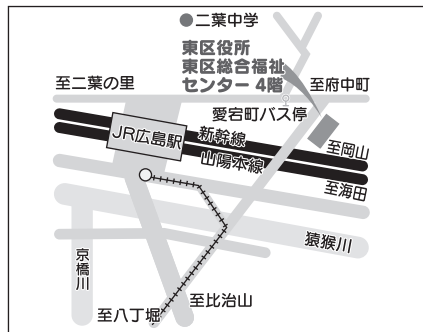 ●二葉中学
東区役所
東区総合福祉
センター 4階
至二葉の里
至府中町
愛宕町バス停
JR広島駅
新幹線
山陽本線
至岡山
至海田
猿猴川
京橋川
至比治山
至八丁堀